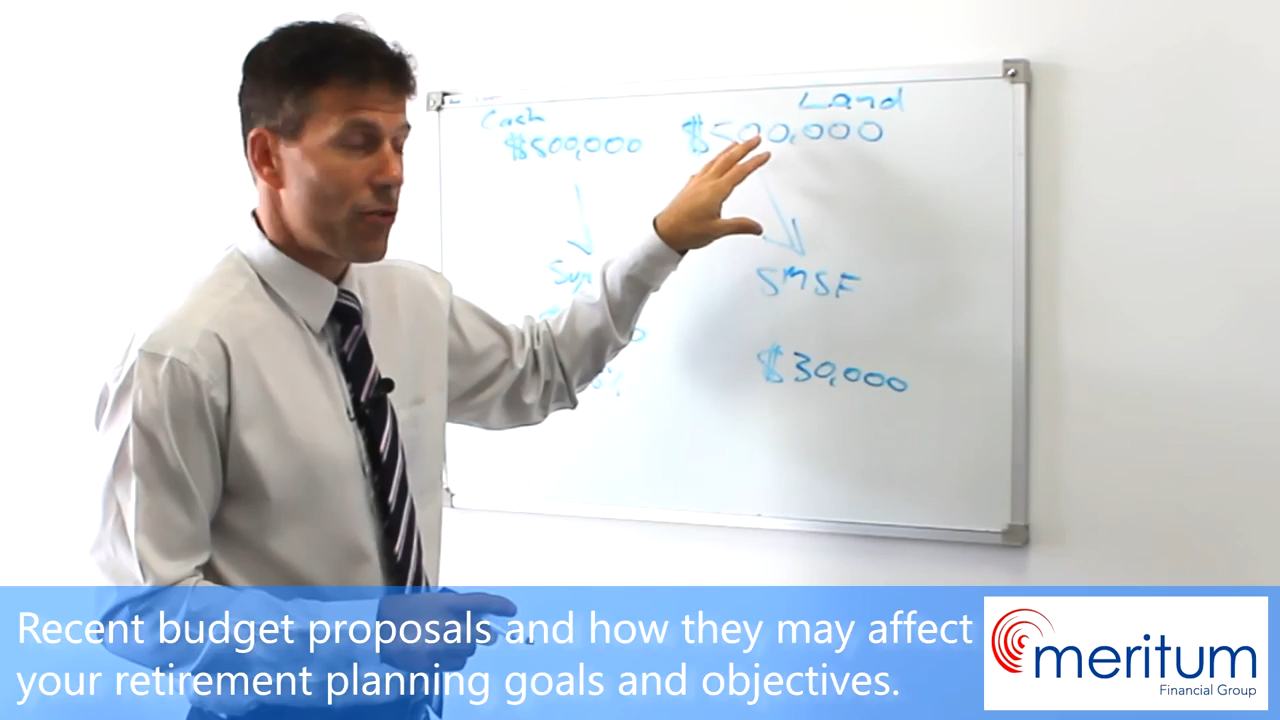 Cash
$500,000
Land
$500,000
SMSF
$30,000
Recent budget proposals and how they may affect
your retirement planning goals and objectives.
meritum
Financial Group